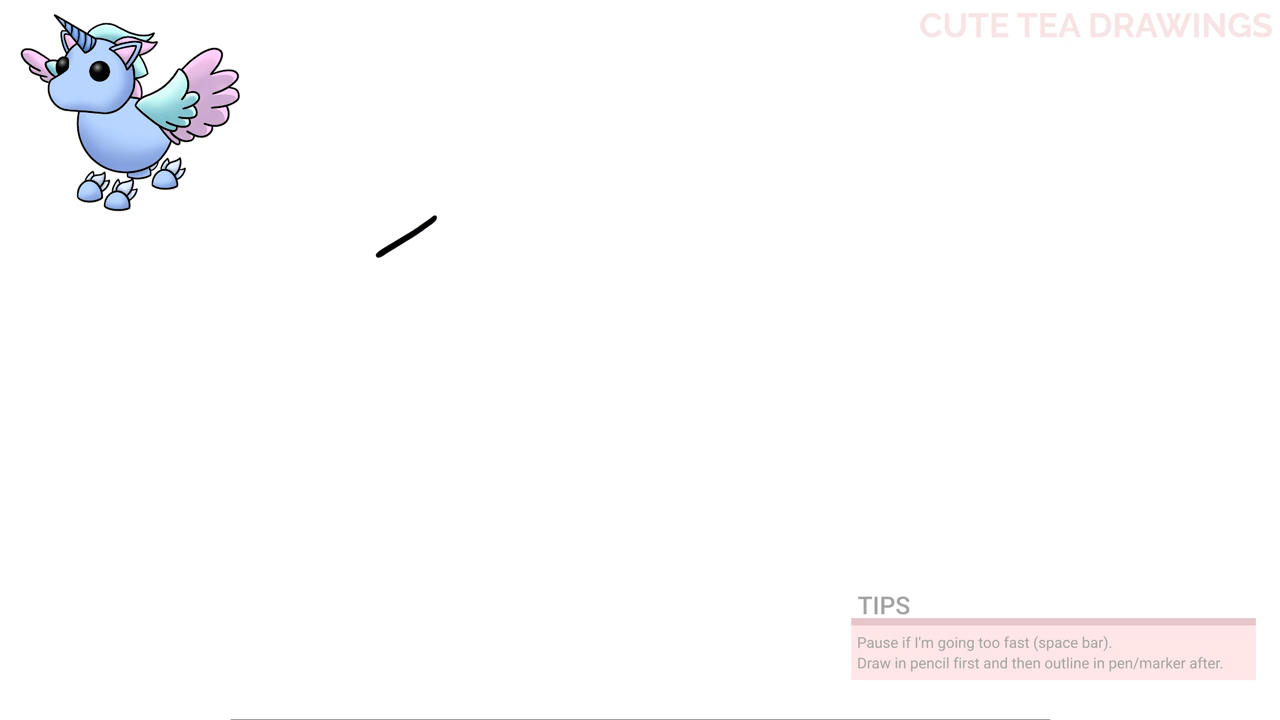 CUTE TEA DRAWINGS
TIPS
Pause if I'm going too fast (space bar).
Draw in pencil first and then outline in pen/marker after.